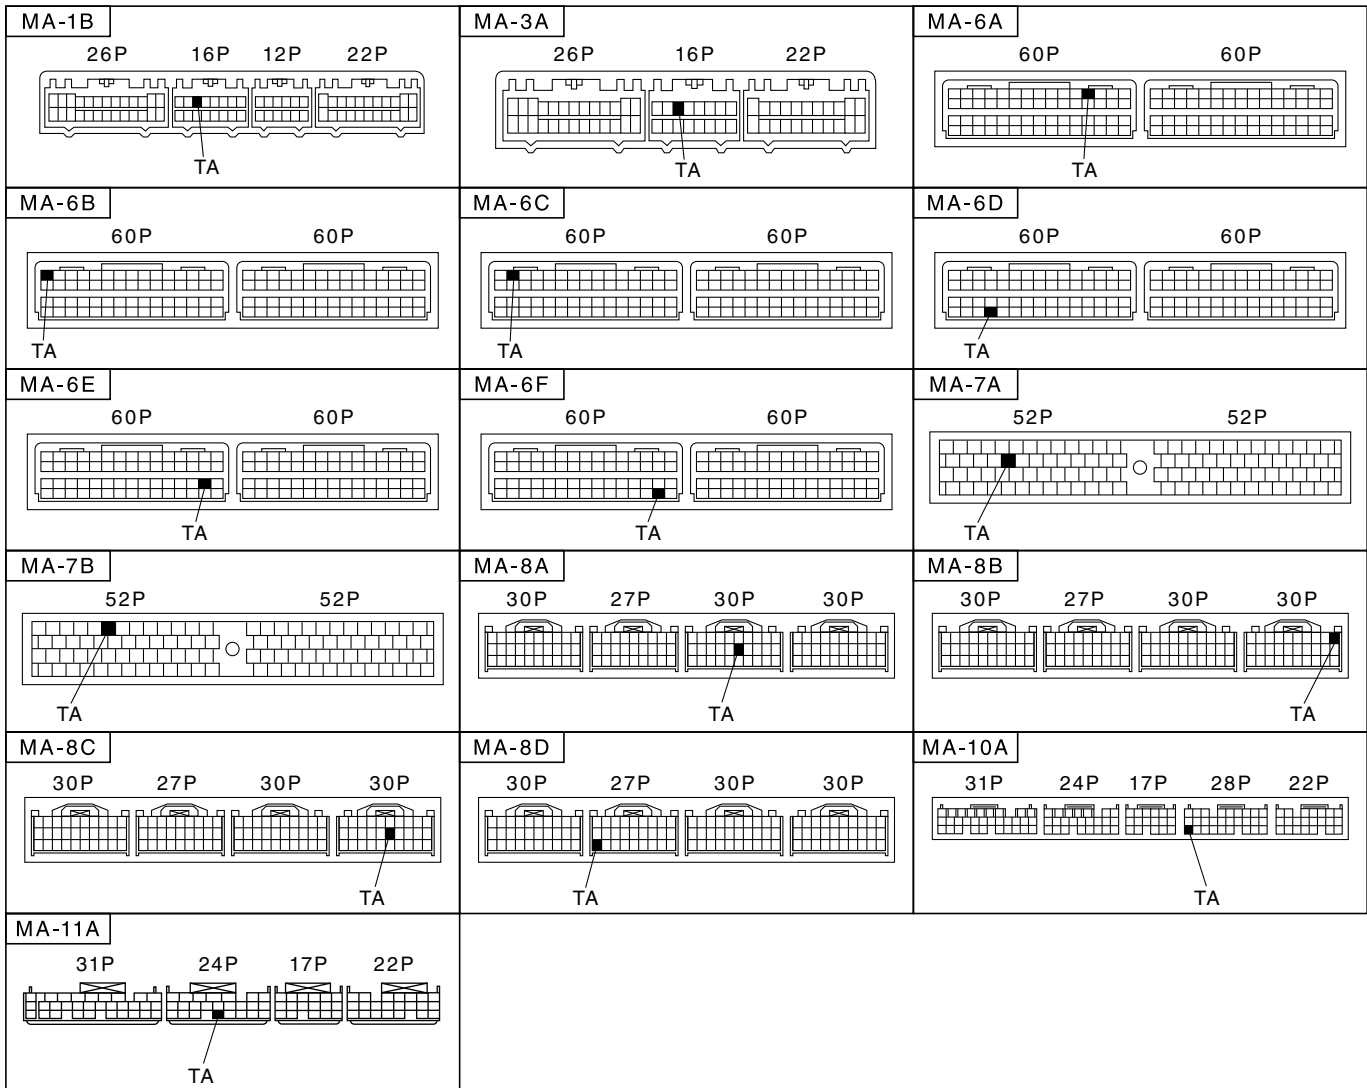 MA-1B
26P 16P 12P 22P
TA
MA-3A
26P 16P 22P
TA
MA-6A
60P 60P
TA
MA-6B
60P 60P
TA
MA-6C
60P 60P
TA
MA-6D
60P 60P
TA
MA-6E
60P 60P
TA
MA-6F
60P 60P
TA
MA-7A
52P 52P
TA
MA-7B
52P 52P
TA
MA-8A
30P 27P 30P 30P
TA
MA-8B
30P 27P 30P 30P
TA
MA-8C
30P 27P 30P 30P
TA
MA-8D
30P 27P 30P 30P
TA
MA-10A
31P 24P 17P 28P 22P
TA
MA-11A
31P 24P 17P 22P
TA